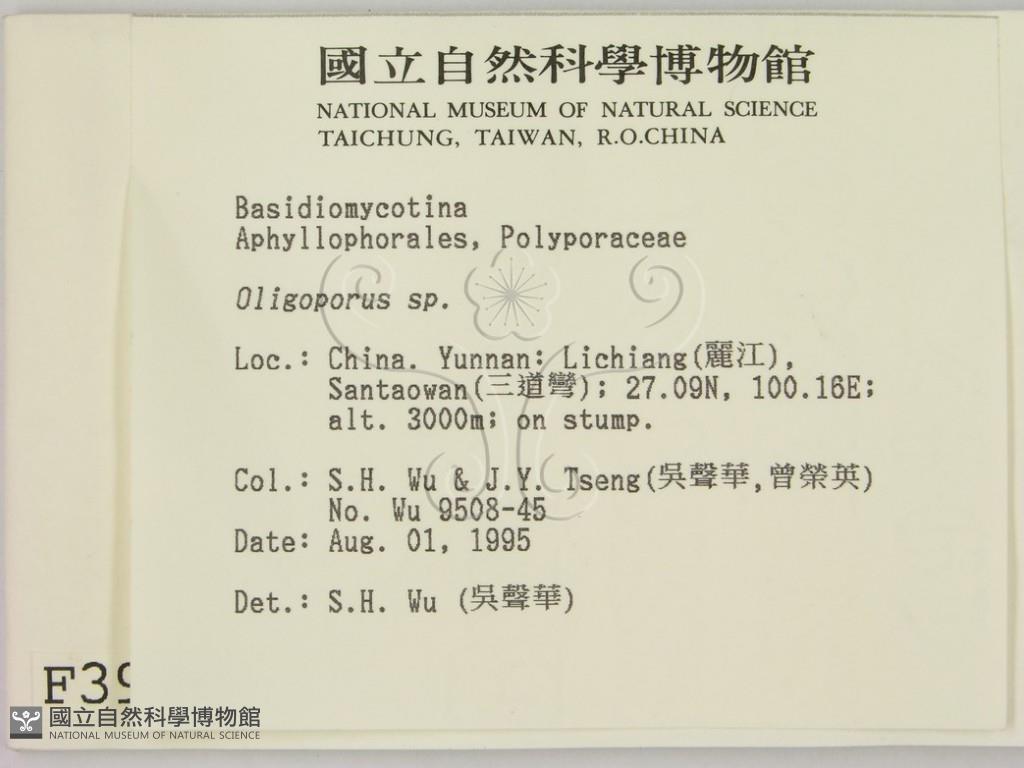 國立自然科學博物館
NATIONAL MUSEUM OF NATURAL SCIENCE
TAICHUNG, TAIWAN, R.O.CHINA
Basidiomycotina
Aphyllophorales, Polyporaceae
Oligoporus sp.
Loc.: China. Yunnan: Lichiang(麗江),
Santaowan(三道彎); 27.09N, 100.16E;
alt. 3000m; on stump.
Col.: S.H. Wu & J.Y. Tseng(吳聲華,曾榮英)
No. Wu 9508-45
Date: Aug. 01, 1995
Det.: S.H. Wu (吳聲華)
國立自然科學博物館
NATIONAL MUSEUM OF NATURAL SCIENCE